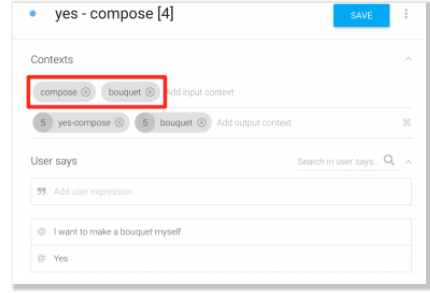 yes - compose [4]
SAVE
Contexts
compose bouquet Add input context
5 yes-compose 5 bouquet Add output context
User says
Search in user says...
Add user expression
@ I want to make a bouquet myself.
@ Yes